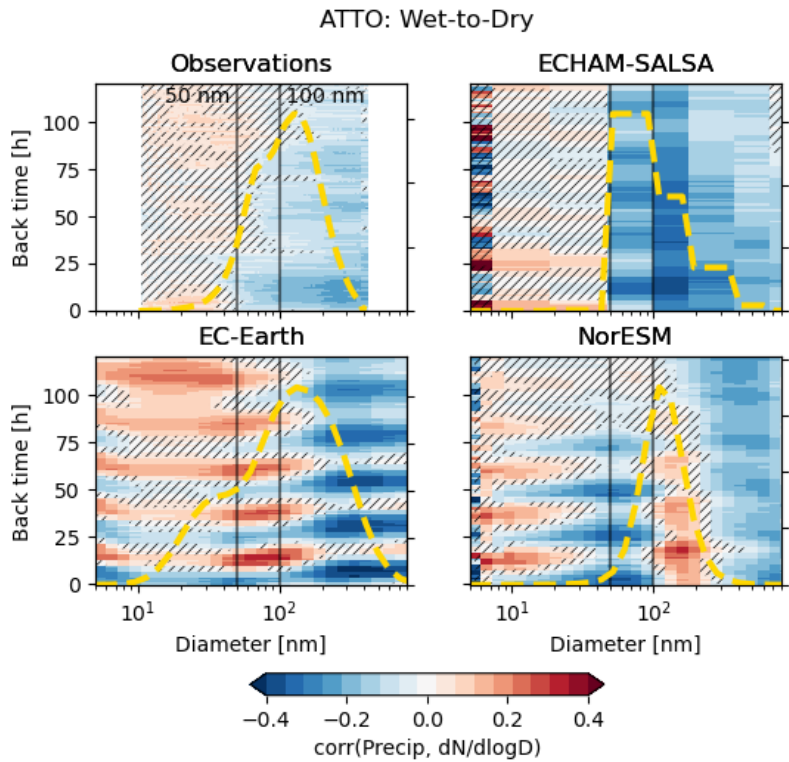 ATTO: Wet-to-Dry
Observations
ECHAM-SALSA
50 nm
100 nm
Back time [h]
100
75
50
25
0
EC-Earth
NorESM
Back time [h]
100
75
50
25
0
10¹
10²
10¹
10²
Diameter [nm]
Diameter [nm]
−0.4
−0.2
0.0
0.2
0.4
corr(Precip, dN/dlogD)